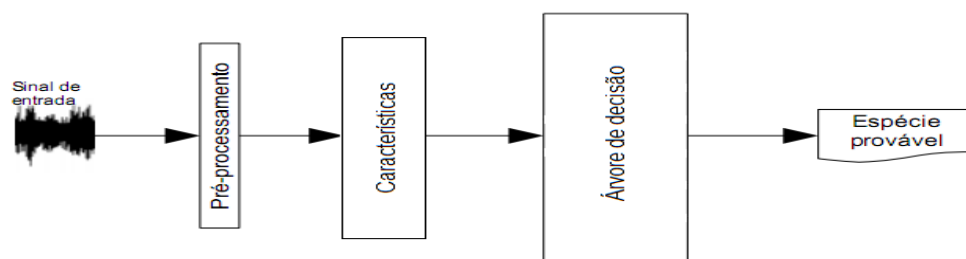 Sinal de
entrada
Pré-processamento
Características
Árvore de decisão
Espécie
provável